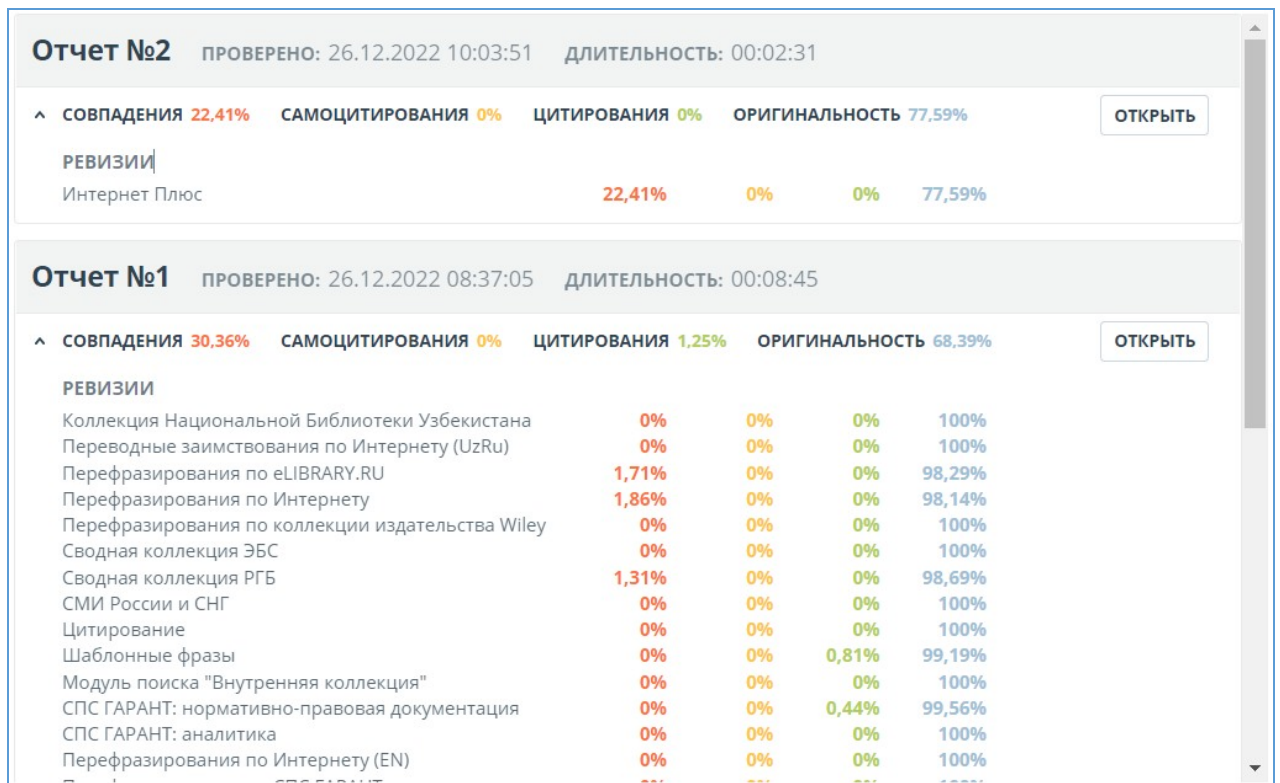 Отчет №2 ПРОВЕРЕНО: 26.12.2022 10:03:51 ДЛИТЕЛЬНОСТЬ: 00:02:31
СОВПАДЕНИЯ 22,41% САМОЦИТИРОВАНИЯ 0% ЦИТИРОВАНИЯ 0% ОРИГИНАЛЬНОСТЬ 77,59% ОТКРЫТЬ
РЕВИЗИИ
Интернет Плюс 22,41% 0% 0% 77,59%
Отчет №1 ПРОВЕРЕНО: 26.12.2022 08:37:05 ДЛИТЕЛЬНОСТЬ: 00:08:45
СОВПАДЕНИЯ 30,36% САМОЦИТИРОВАНИЯ 0% ЦИТИРОВАНИЯ 1,25% ОРИГИНАЛЬНОСТЬ 68,39% ОТКРЫТЬ
РЕВИЗИИ
Коллекция Национальной Библиотеки Узбекистана 0% 0% 0% 100%
Переводные заимствования по Интернету (UzRu) 0% 0% 0% 100%
Перефразирования по eLIBRARY.RU 1,71% 0% 0% 98,29%
Перефразирования по Интернету 1,86% 0% 0% 98,14%
Перефразирования по коллекции издательства Wiley 0% 0% 0% 100%
Сводная коллекция ЭБС 0% 0% 0% 100%
Сводная коллекция РГБ 1,31% 0% 0% 98,69%
СМИ России и СНГ 0% 0% 0% 100%
Цитирование 0% 0% 0% 100%
Шаблонные фразы 0% 0% 0,81% 99,19%
Модуль поиска "Внутренняя коллекция" 0% 0% 0% 100%
СПС ГАРАНТ: нормативно-правовая документация 0% 0% 0,44% 99,56%
СПС ГАРАНТ: аналитика 0% 0% 0% 100%
Перефразирования по Интернету (EN) 0% 0% 0% 100%